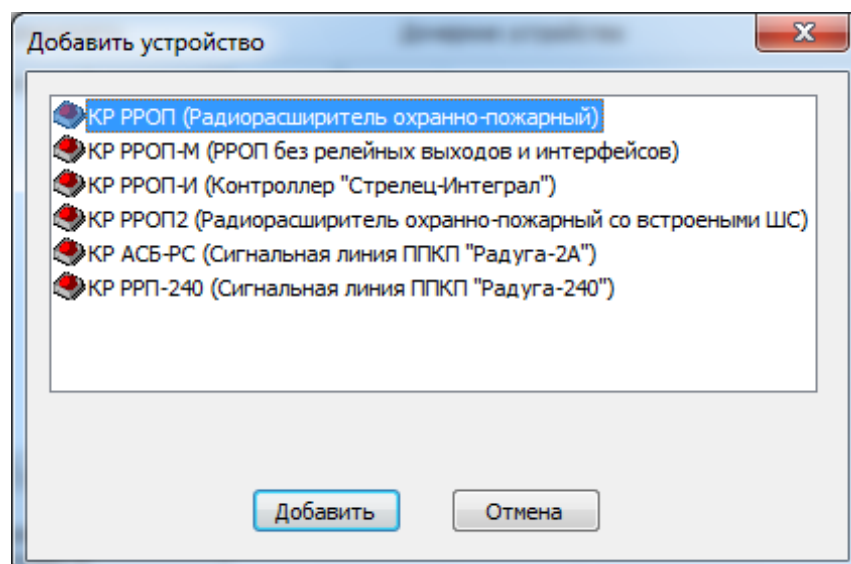 Добавить устройство
КР РРОП (Радиорасширитель охранно-пожарный)
КР РРОП-М (РРОП без релейных выходов и интерфейсов)
КР РРОП-И (Контроллер "Стрелец-Интеграл")
КР РРОП2 (Радиорасширитель охранно-пожарный со встроеными ШС)
КР АСБ-РС (Сигнальная линия ППКП "Радуга-2А")
КР РРП-240 (Сигнальная линия ППКП "Радуга-240")
Добавить Отмена